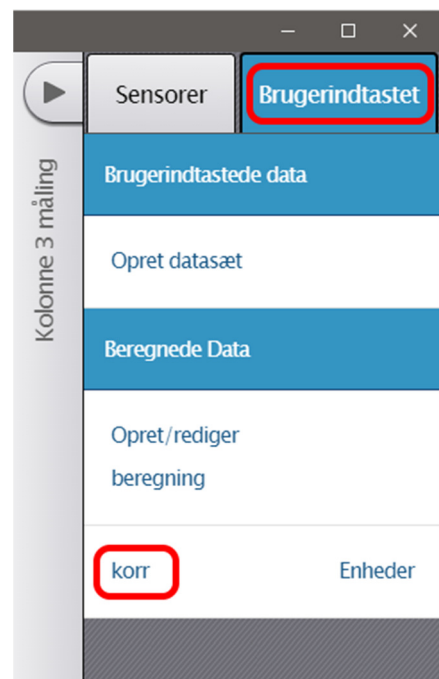 Sensorer
Brugerindtastet
Kolonne 3 måling
Brugerindtastede data
Opret datasæt
Beregnede Data
Opret/rediger
beregning
korr
Enheder